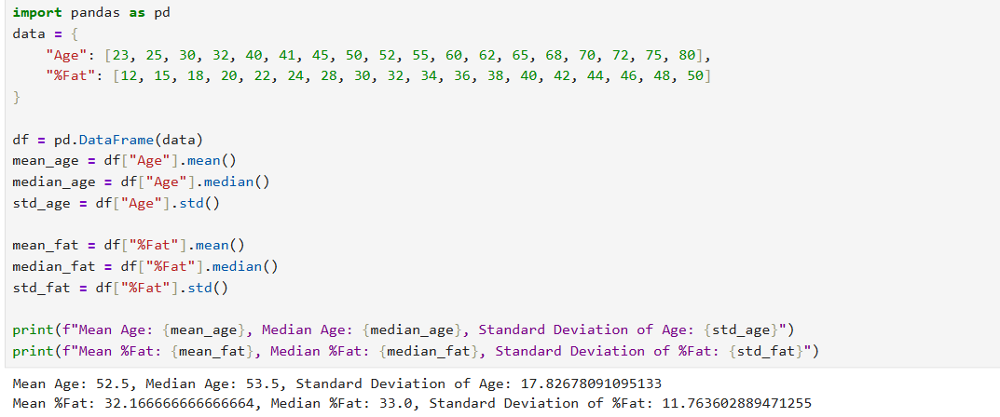 import pandas as pd
data = {
    "Age": [23, 25, 30, 32, 40, 41, 45, 50, 52, 55, 60, 62, 65, 68, 70, 72, 75, 80],
    "%Fat": [12, 15, 18, 20, 22, 24, 28, 30, 32, 34, 36, 38, 40, 42, 44, 46, 48, 50]
}

df = pd.DataFrame(data)
mean_age = df["Age"].mean()
median_age = df["Age"].median()
std_age = df["Age"].std()

mean_fat = df["%Fat"].mean()
median_fat = df["%Fat"].median()
std_fat = df["%Fat"].std()

print(f"Mean Age: {mean_age}, Median Age: {median_age}, Standard Deviation of Age: {std_age}")
print(f"Mean %Fat: {mean_fat}, Median %Fat: {median_fat}, Standard Deviation of %Fat: {std_fat}")
Mean Age: 52.5, Median Age: 53.5, Standard Deviation of Age: 17.82678091095133
Mean %Fat: 32.166666666666664, Median %Fat: 33.0, Standard Deviation of %Fat: 11.763602889471255